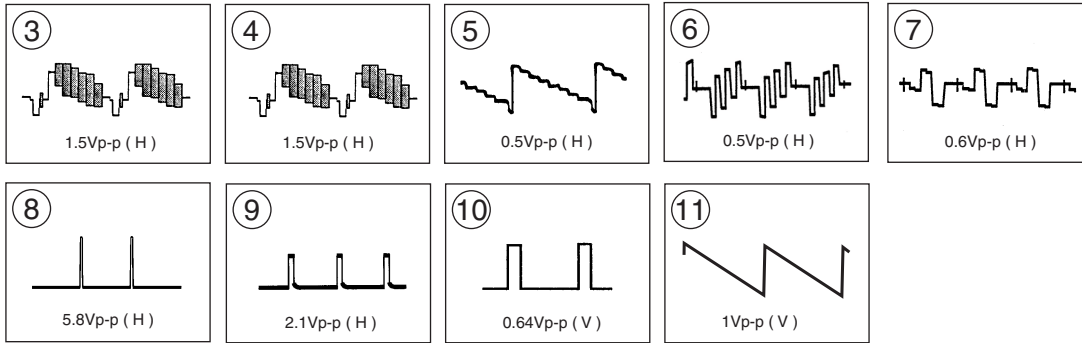 3
1.5Vp-p ( H )
4
1.5Vp-p ( H )
5
0.5Vp-p ( H )
6
0.5Vp-p ( H )
7
0.6Vp-p ( H )
8
5.8Vp-p ( H )
9
2.1Vp-p ( H )
10
0.64Vp-p ( V )
11
1Vp-p ( V )